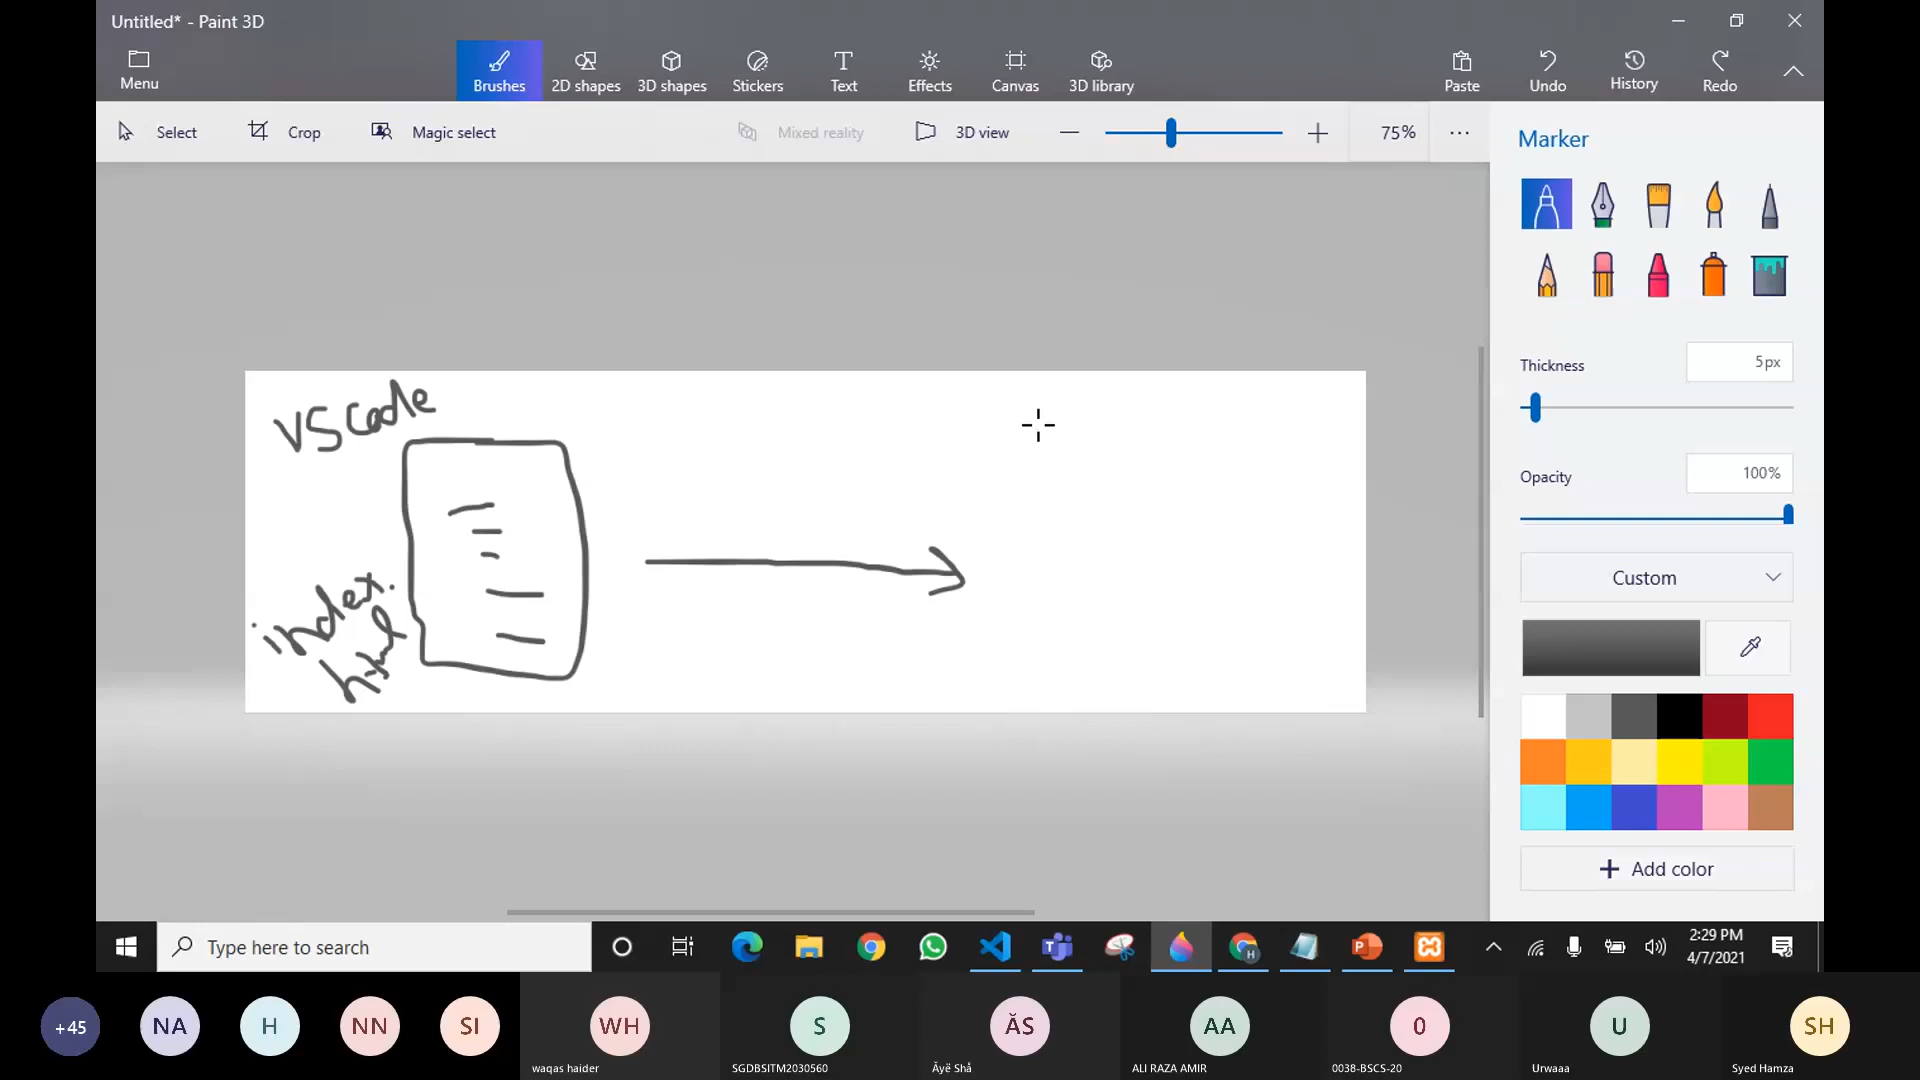 Untitled* - Paint 3D
Menu
Brushes
2D shapes
3D shapes
Stickers
Text
Effects
Canvas
3D library
Paste
Undo
History
Redo
Select
Crop
Magic select
Mixed reality
3D view
75%
Marker
Thickness
5px
Opacity
100%
Custom
Add color
VS code
index.
html
Type here to search
H
2:29 PM
4/7/2021
+45
NA
H
NN
SI
WH
S
ĂS
AA
0
U
SH
waqas haider
SGDBSITM2030560
Ăyë Shå
ALI RAZA AMIR
0038-BSCS-20
Urwaaa
Syed Hamza